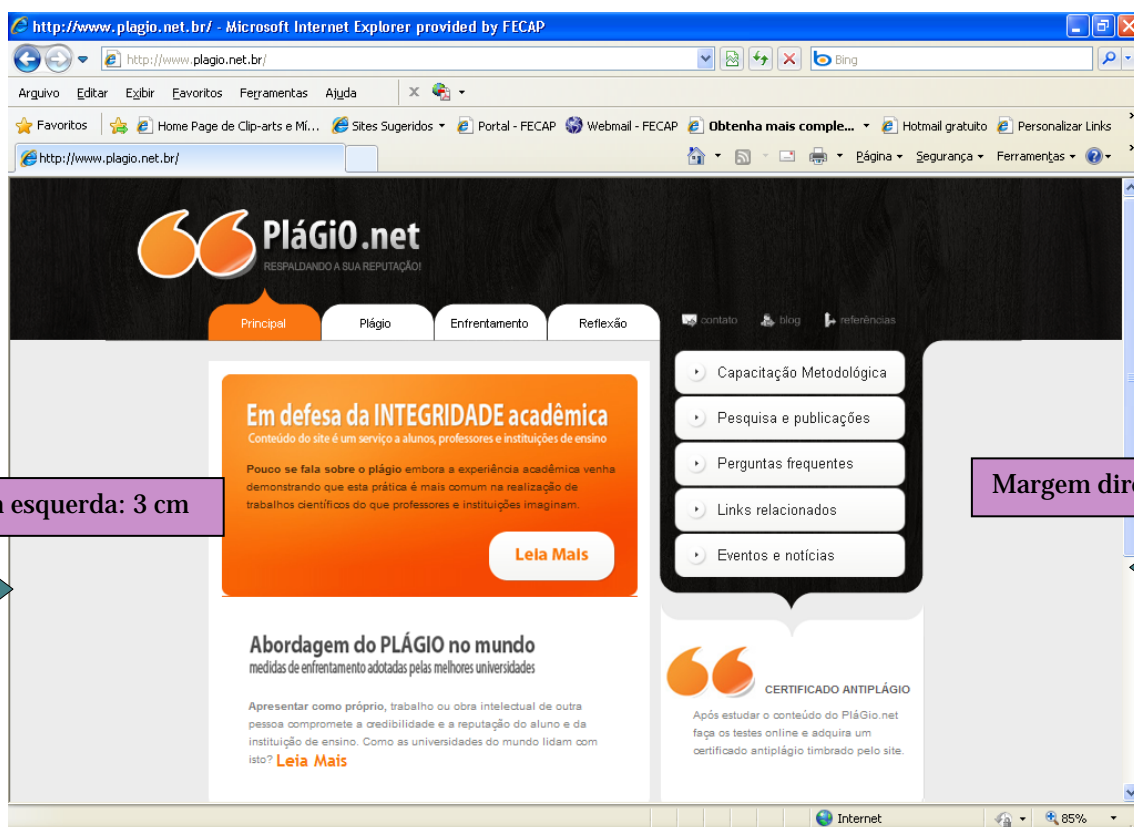 http://www.plagio.net.br/ - Microsoft Internet Explorer provided by FECAP
http://www.plagio.net.br/
Bing
Arquivo Editar Exibir Favoritos Ferramentas Ajuda
Favoritos Home Page de Clip-arts e Mí... Sites Sugeridos Portal - FECAP Webmail - FECAP Obtenha mais comple... Hotmail gratuito Personalizar Links
http://www.plagio.net.br/
Página Segurança Ferramentas
PláGiO.net
RESPALDANDO A SUA REPUTAÇÃO!
Principal Plágio Enfrentamento Reflexão
contato blog referências
Em defesa da INTEGRIDADE acadêmica
Conteúdo do site é um serviço a alunos, professores e instituições de ensino
Pouco se fala sobre o plágio embora a experiência acadêmica venha
demonstrando que esta prática é mais comum na realização de
trabalhos científicos do que professores e instituições imaginam.
Leia Mais
Capacitação Metodológica
Pesquisa e publicações
Perguntas frequentes
Links relacionados
Eventos e notícias
esquerda: 3 cm
Margem dire
Abordagem do PLÁGIO no mundo
medidas de enfrentamento adotadas pelas melhores universidades
Apresentar como próprio, trabalho ou obra intelectual de outra
pessoa compromete a credibilidade e a reputação do aluno e da
instituição de ensino. Como as universidades do mundo lidam com
isto? Leia Mais
CERTIFICADO ANTIPLÁGIO
Após estudar o conteúdo do PláGio.net
faça os testes online e adquira um
certificado antiplágio timbrado pelo site.
Internet
85%